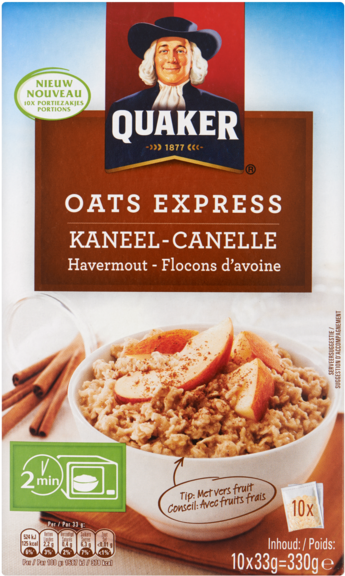 NIEUW
NOUVEAU
10X PORTIEZAKJES
PORTIONS
QUAKER
1877
®
OATS EXPRESS
KANEEL-CANELLE
Havermout - Flocons d'avoine
SERVEERSUGGESTIE /
SUGGESTION D'ACCOMPAGNEMENT
2 min
Tip: Met vers fruit
Conseil: Avec fruits frais
10x
Per / Par 33 g:
Inhoud: / Poids:
10x33g=330g e